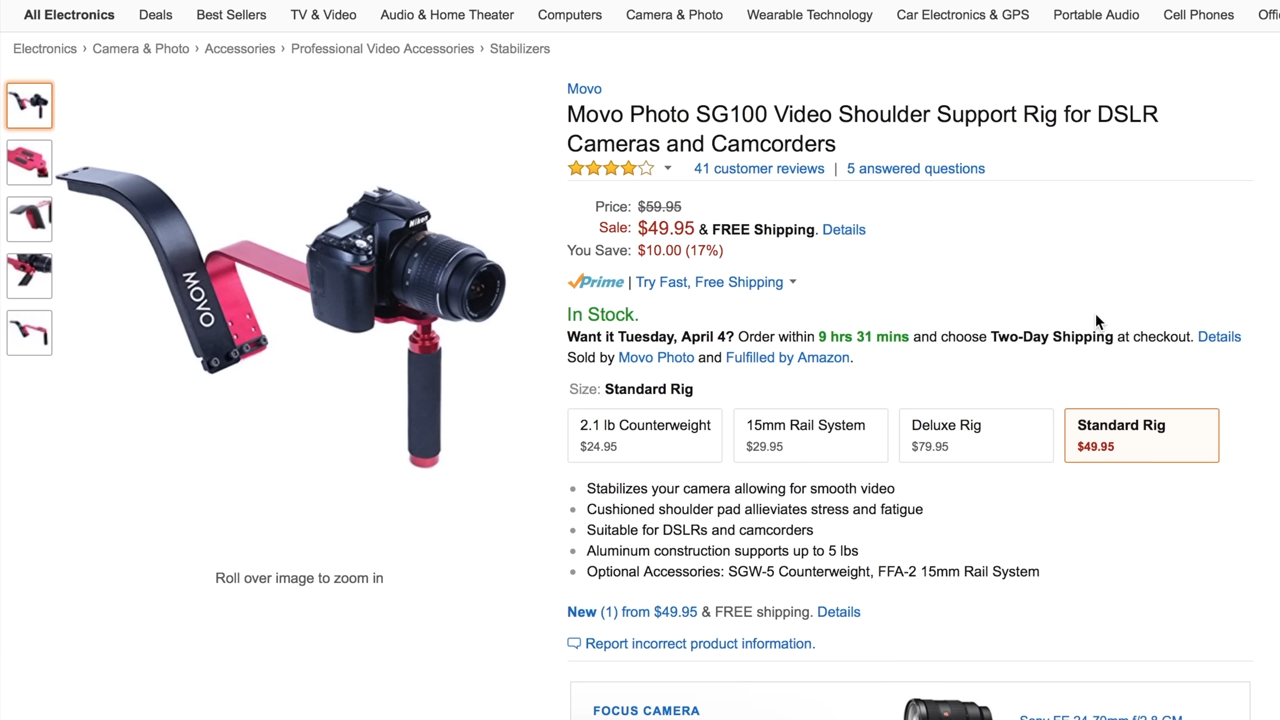 All Electronics Deals Best Sellers TV & Video Audio & Home Theater Computers Camera & Photo Wearable Technology Car Electronics & GPS Portable Audio Cell Phones
Electronics › Camera & Photo › Accessories › Professional Video Accessories › Stabilizers
Movo
Movo Photo SG100 Video Shoulder Support Rig for DSLR
Cameras and Camcorders
41 customer reviews | 5 answered questions
Price: $59.95
Sale: $49.95 & FREE Shipping. Details
You Save: $10.00 (17%)
Prime | Try Fast, Free Shipping
In Stock.
Want it Tuesday, April 4? Order within 9 hrs 31 mins and choose Two-Day Shipping at checkout. Details
Sold by Movo Photo and Fulfilled by Amazon.
Size: Standard Rig
2.1 lb Counterweight 15mm Rail System Deluxe Rig Standard Rig
$24.95 $29.95 $79.95 $49.95
Stabilizes your camera allowing for smooth video
Cushioned shoulder pad allieviates stress and fatigue
Suitable for DSLRs and camcorders
Aluminum construction supports up to 5 lbs
Optional Accessories: SGW-5 Counterweight, FFA-2 15mm Rail System
New (1) from $49.95 & FREE shipping. Details
Report incorrect product information.
FOCUS CAMERA
MOVO
Nikon
Roll over image to zoom in